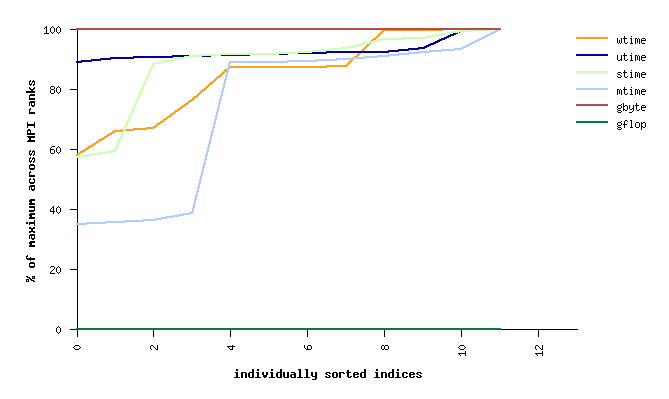 100
80
60
40
20
0
% of maximum across MPI ranks
0 2 4 6 8 10 12
individually sorted indices
wtime
utime
stime
mtime
gbyte
gflop